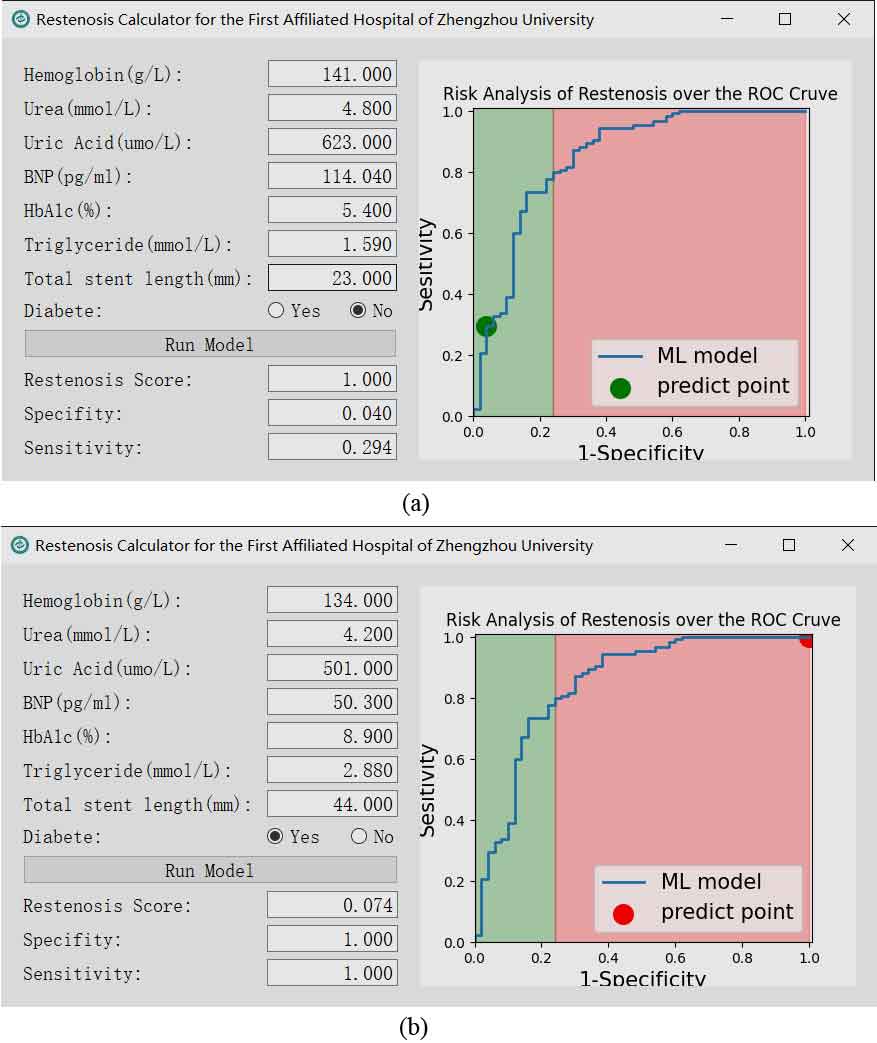 Restenosis Calculator for the First Affiliated Hospital of Zhengzhou University
Hemoglobin(g/L): 141.000
Urea(mmol/L): 4.800
Uric Acid(umo/L): 623.000
BNP(pg/ml): 114.040
HbA1c(%): 5.400
Triglyceride(mmol/L): 1.590
Total stent length(mm): 23.000
Diabete: Yes No
Run Model
Restenosis Score: 1.000
Specifity: 0.040
Sensitivity: 0.294
Risk Analysis of Restenosis over the ROC Cruve
1.0
0.8
0.6
0.4
0.2
0.0
Sesitivity
ML model
predict point
0.0 0.2 0.4 0.6 0.8 1.0
1-Specificity
(a)
Restenosis Calculator for the First Affiliated Hospital of Zhengzhou University
Hemoglobin(g/L): 134.000
Urea(mmol/L): 4.200
Uric Acid(umo/L): 501.000
BNP(pg/ml): 50.300
HbA1c(%): 8.900
Triglyceride(mmol/L): 2.880
Total stent length(mm): 44.000
Diabete: Yes No
Run Model
Restenosis Score: 0.074
Specifity: 1.000
Sensitivity: 1.000
Risk Analysis of Restenosis over the ROC Cruve
1.0
0.8
0.6
0.4
0.2
0.0
Sesitivity
ML model
predict point
0.0 0.2 0.4 0.6 0.8 1.0
1-Specificity
(b)